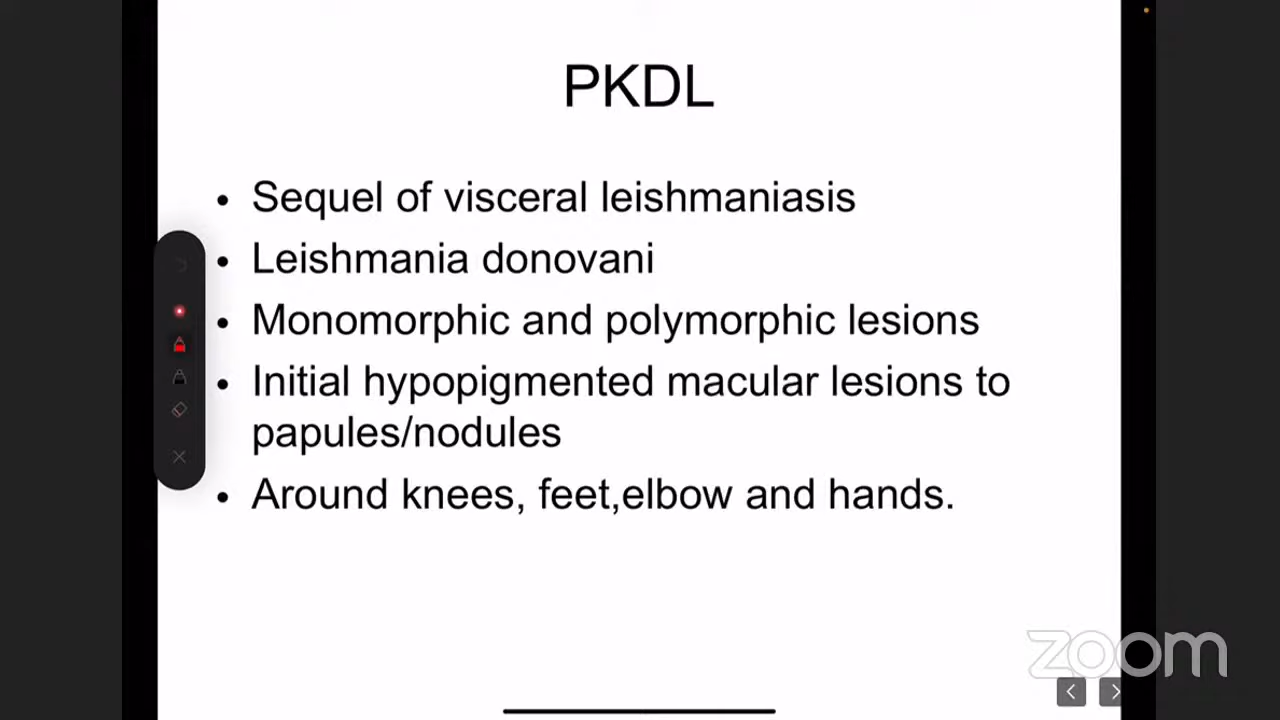 PKDL
• Sequel of visceral leishmaniasis
• Leishmania donovani
• Monomorphic and polymorphic lesions
• Initial hypopigmented macular lesions to
papules/nodules
• Around knees, feet,elbow and hands.
zoom